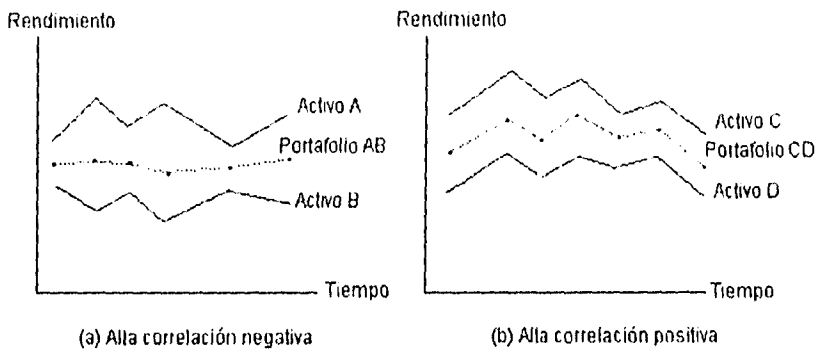 Rendimiento
Activo A
Portafolio AB
Activo B
Tiempo
(a) Alta correlación negativa
Rendimiento
Activo C
Portafolio CD
Activo D
Tiempo
(b) Alta correlación positiva